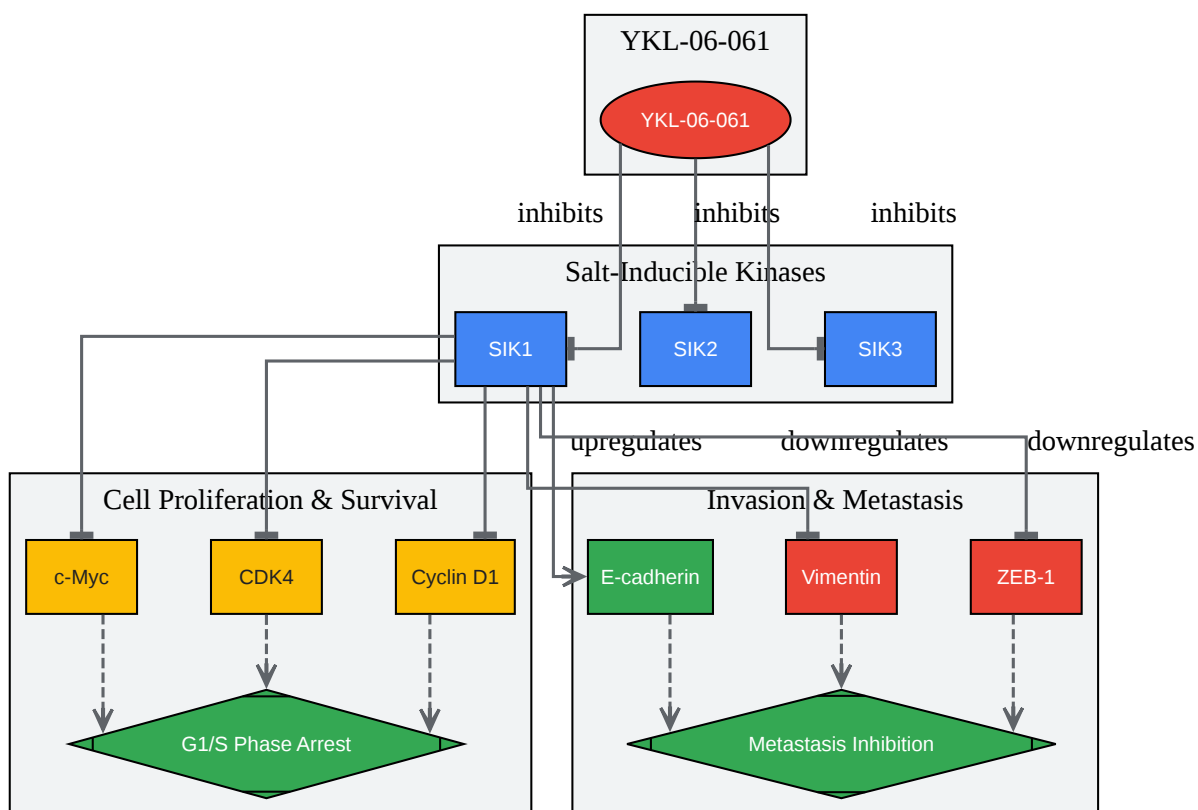 YKL-06-061
YKL-06-061
inhibits
inhibits
inhibits
Salt-Inducible Kinases
SIK1
SIK2
SIK3
upregulates
downregulates
downregulates
Cell Proliferation & Survival
Invasion & Metastasis
c-Myc
CDK4
Cyclin D1
E-cadherin
Vimentin
ZEB-1
G1/S Phase Arrest
Metastasis Inhibition